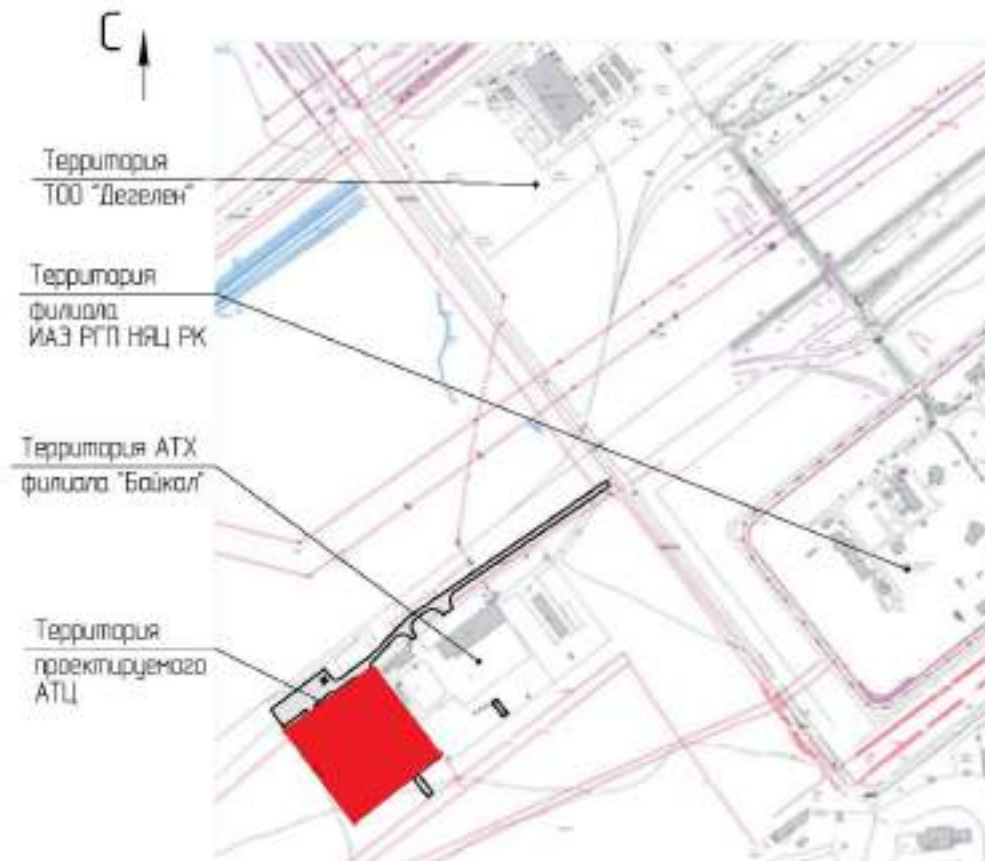 С
Территория
ТОО "Дегелен"
Территория
филиала
ИАЭ РГП НЯЦ РК
Территория АТХ
филиала "Байкал"
Территория
проектируемого
АТЦ